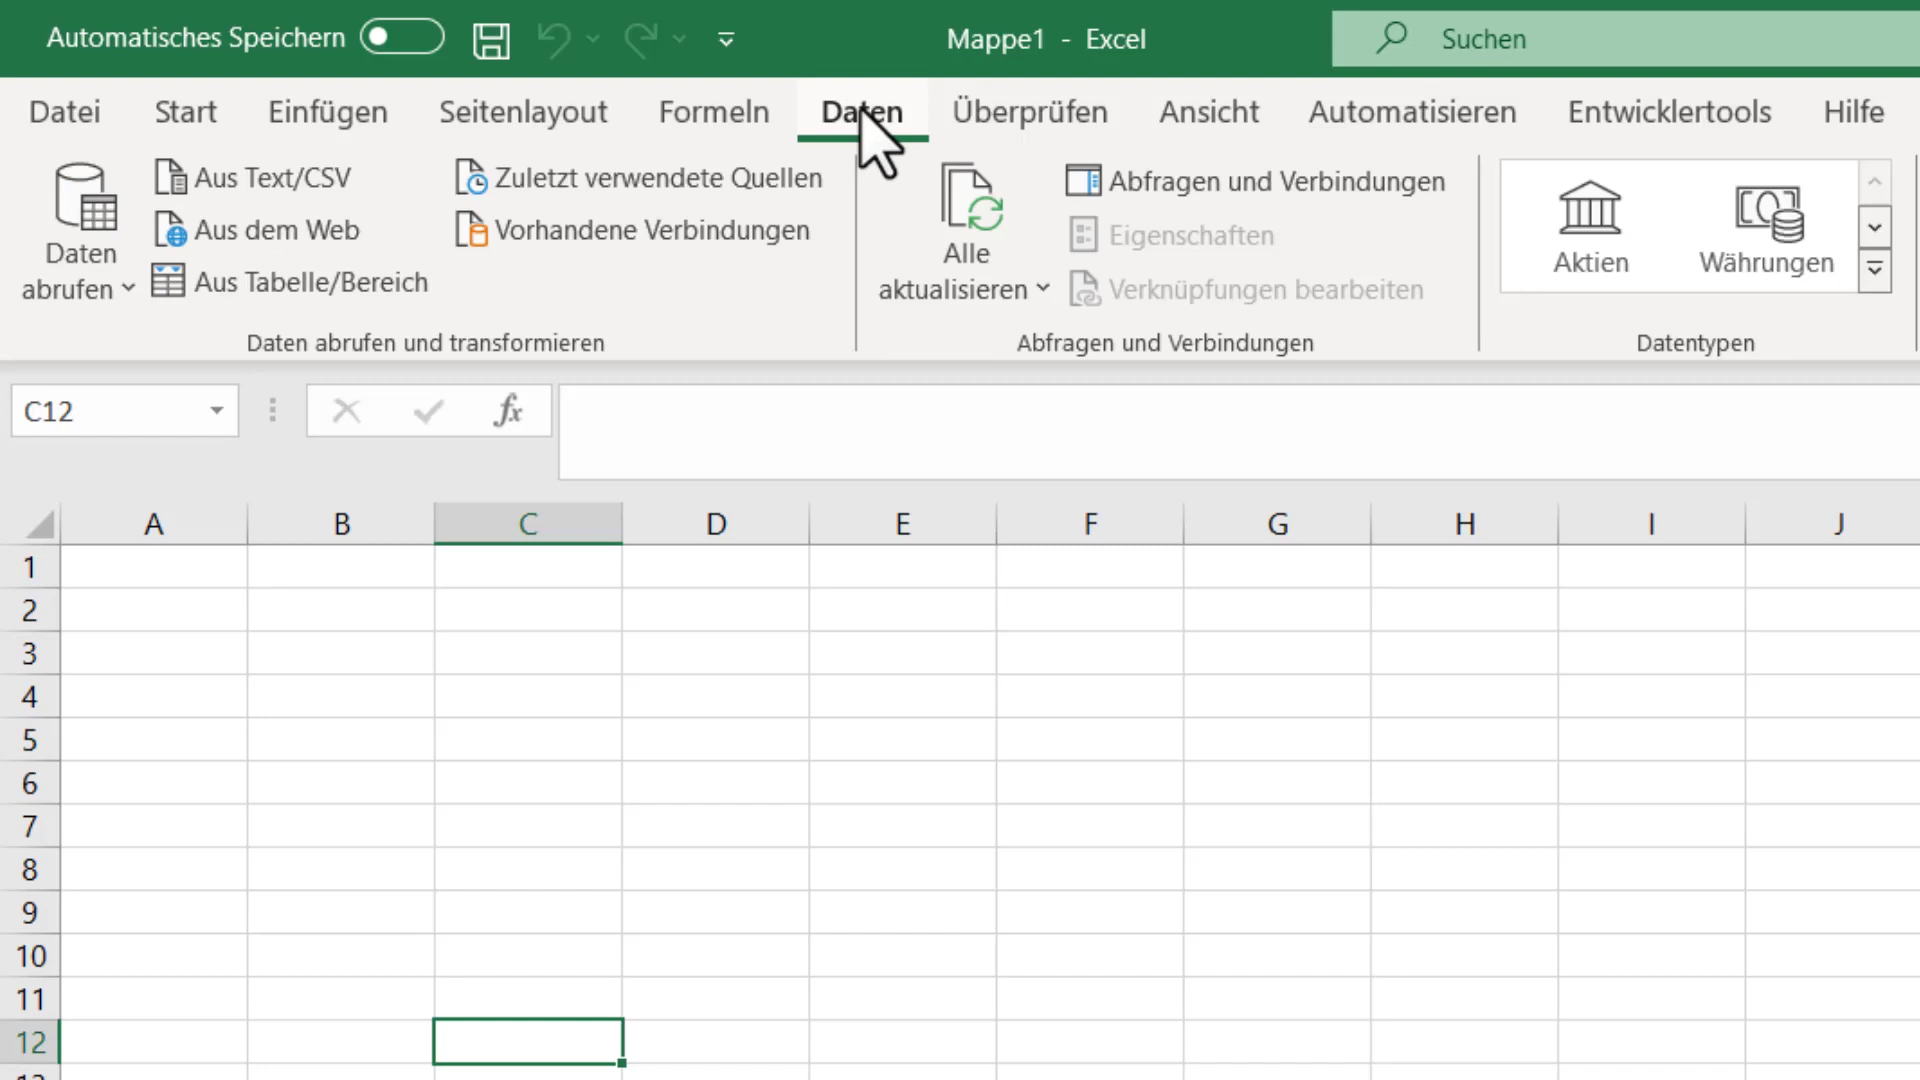 Automatisches Speichern
Mappe1 - Excel
Suchen
Datei Start Einfügen Seitenlayout Formeln Daten Überprüfen Ansicht Automatisieren Entwicklertools Hilfe
Daten abrufen
Aus Text/CSV
Aus dem Web
Aus Tabelle/Bereich
Zuletzt verwendete Quellen
Vorhandene Verbindungen
Daten abrufen und transformieren
Alle aktualisieren
Abfragen und Verbindungen
Eigenschaften
Verknüpfungen bearbeiten
Abfragen und Verbindungen
Aktien
Währungen
Datentypen
C12
fx
A B C D E F G H I J
1
2
3
4
5
6
7
8
9
10
11
12